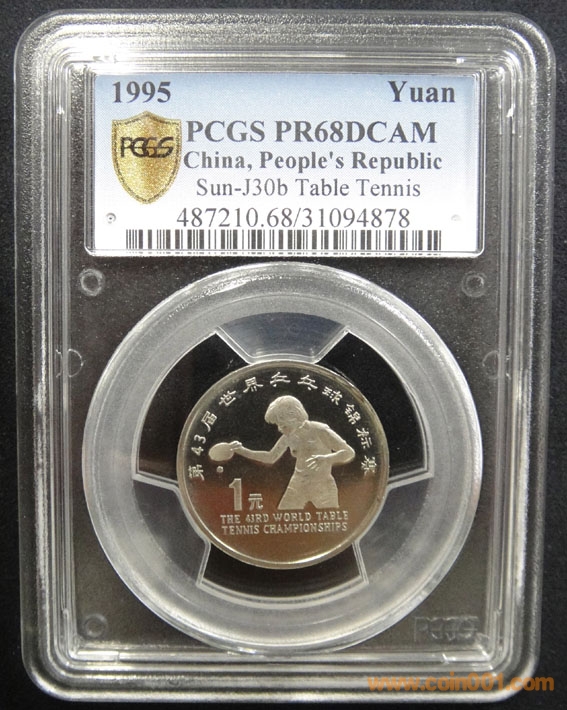 1995 Yuan
PCGS
PCGS PR68DCAM
China, People's Republic
Sun-J30b Table Tennis
487210.68/31094878
第43届世界乒乓球锦标赛
1元
THE 43RD WORLD TABLE
TENNIS CHAMPIONSHIPS
PCGS
www.coin001.com